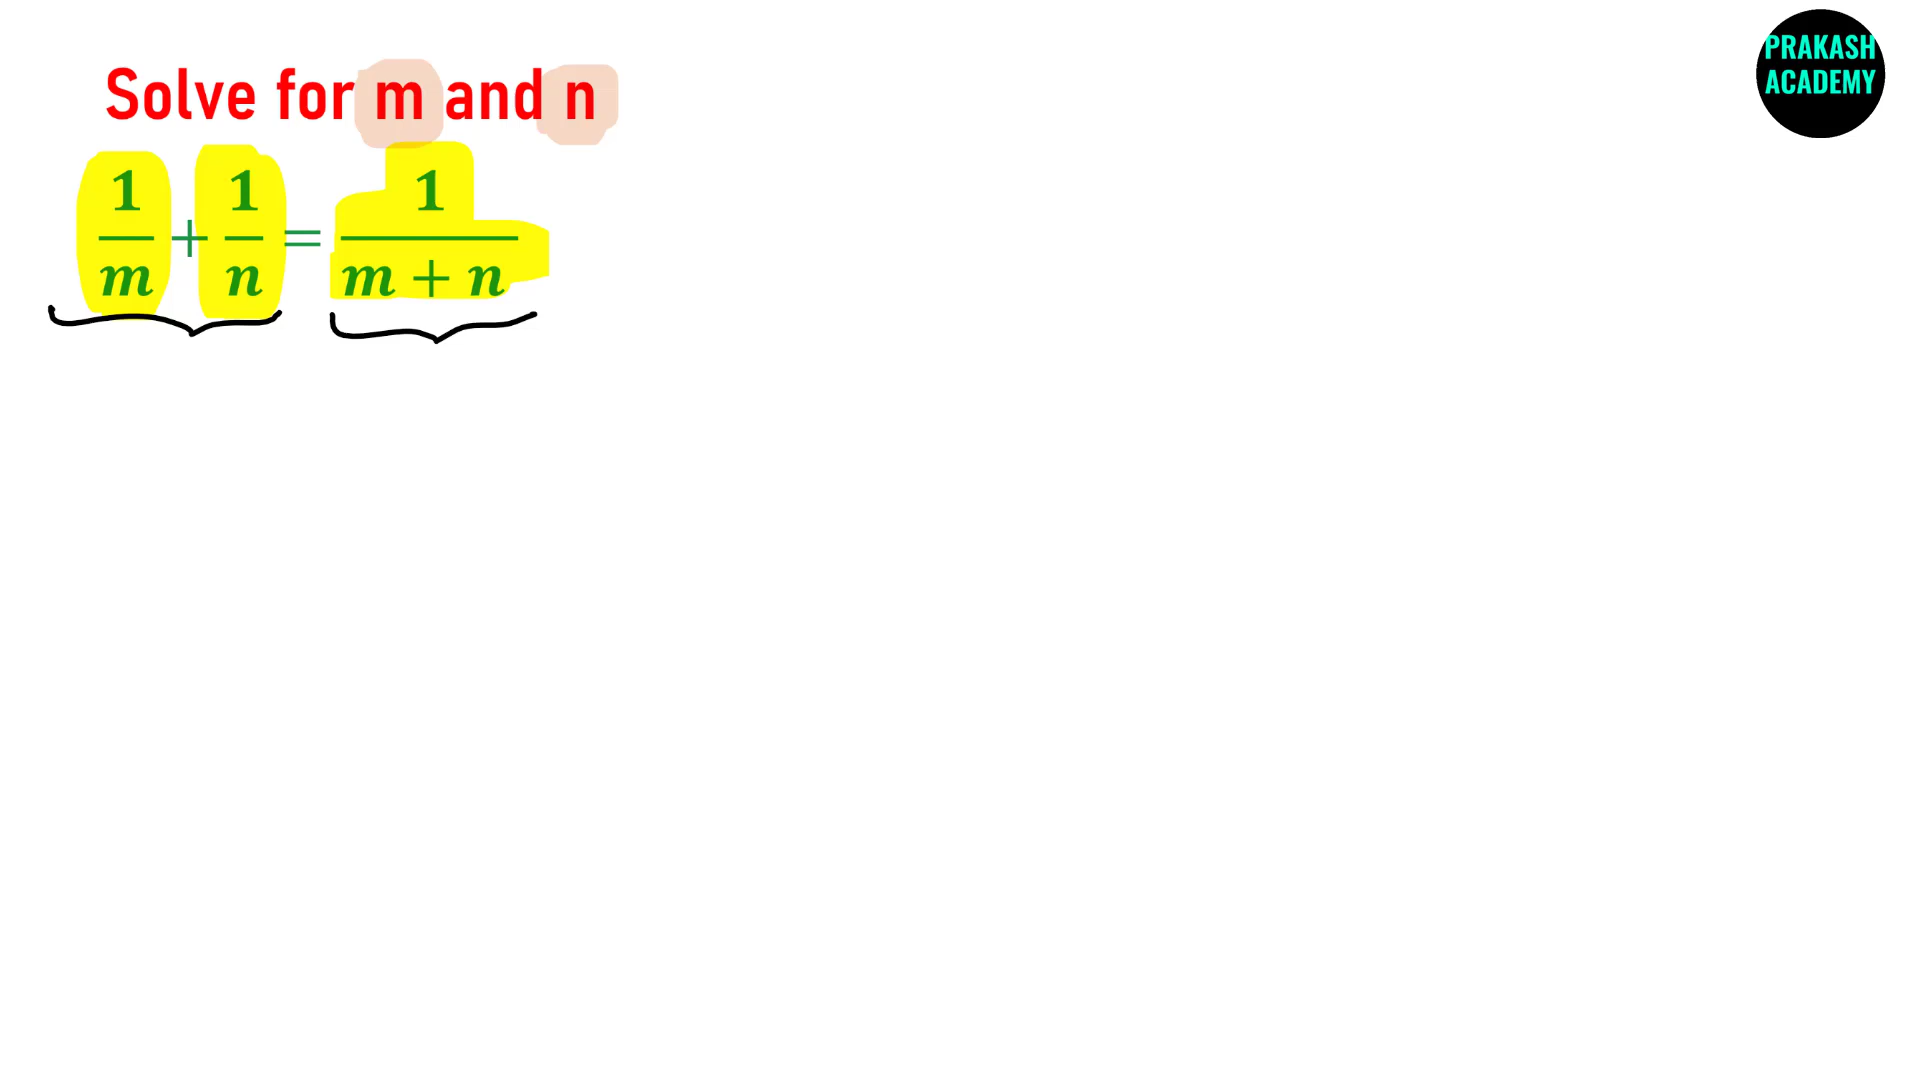 Solve for m and n
1/m + 1/n = 1/(m + n)
PRAKASH
ACADEMY